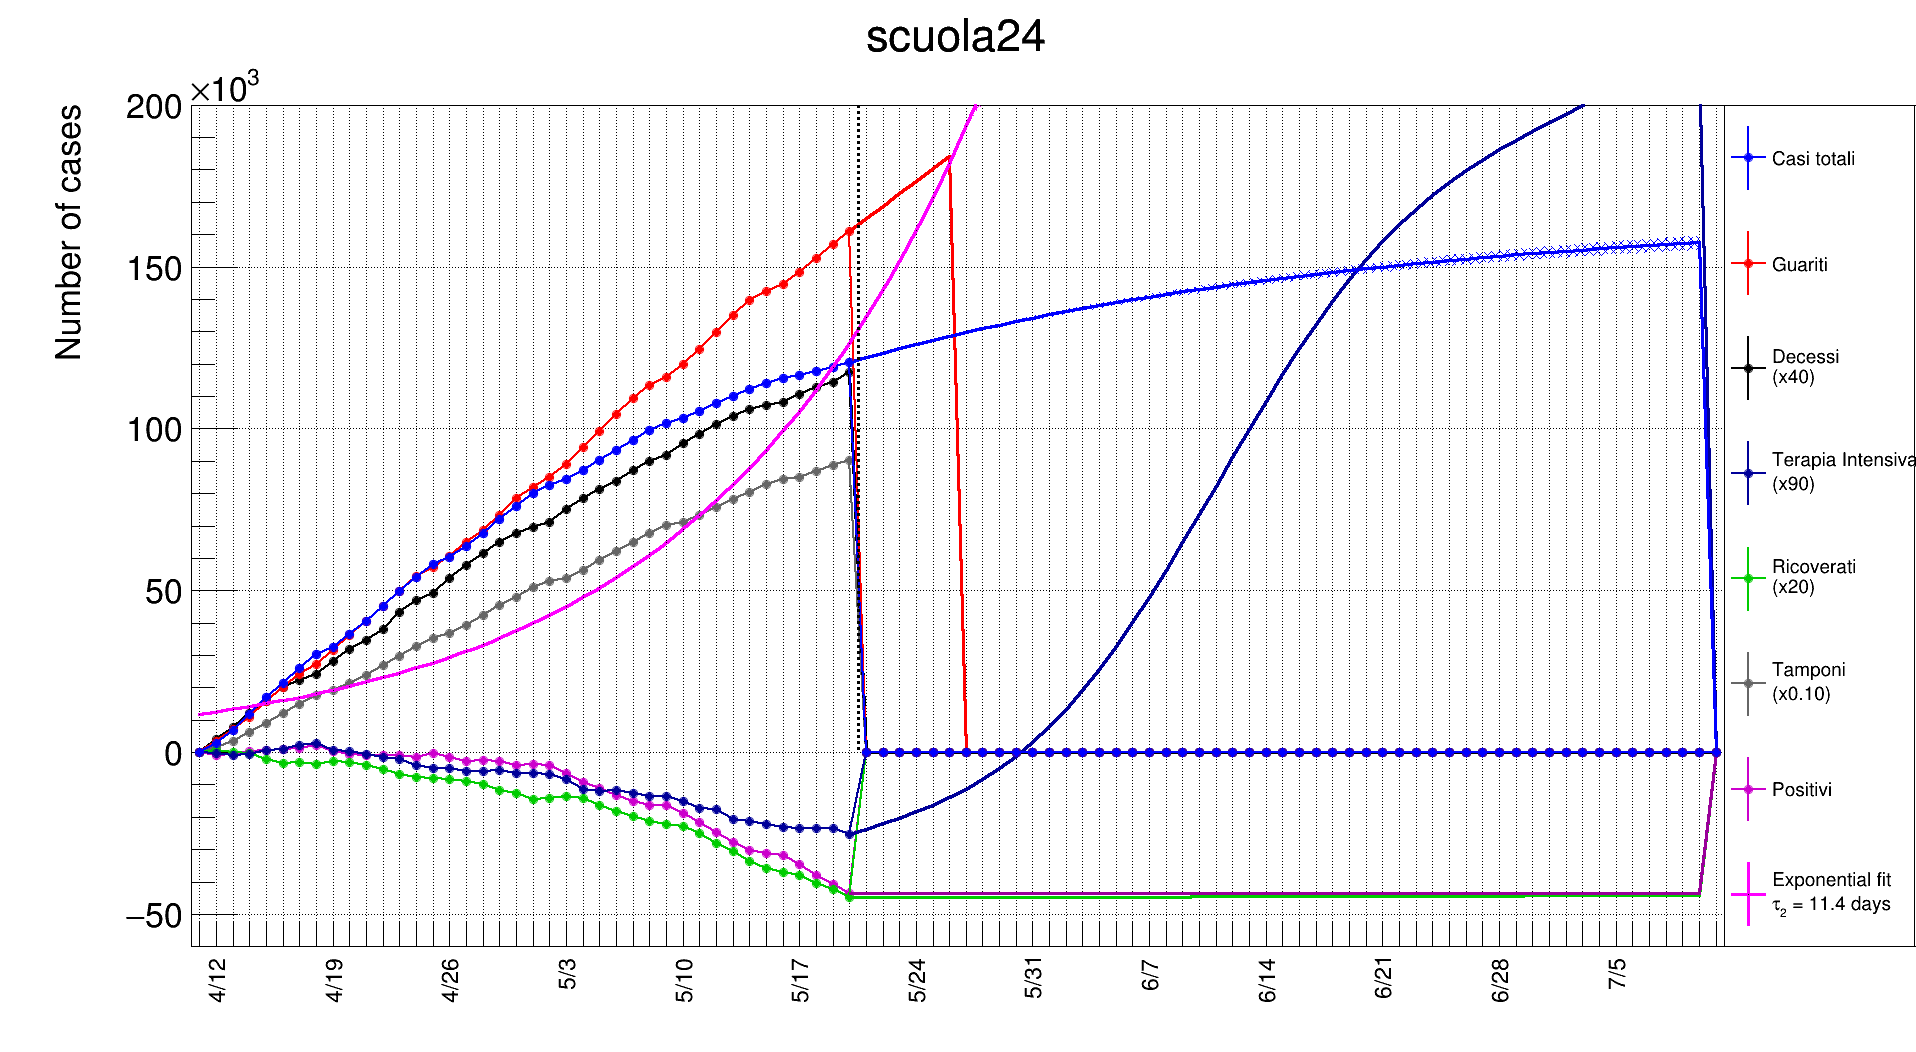 scuola24
×10³
Number of cases
200
150
100
50
0
−50
4/12
4/19
4/26
5/3
5/10
5/17
5/24
5/31
6/7
6/14
6/21
6/28
7/5
Casi totali
Guariti
Decessi
(x40)
Terapia Intensiva
(x90)
Ricoverati
(x20)
Tamponi
(x0.10)
Positivi
Exponential fit
τ₂ = 11.4 days